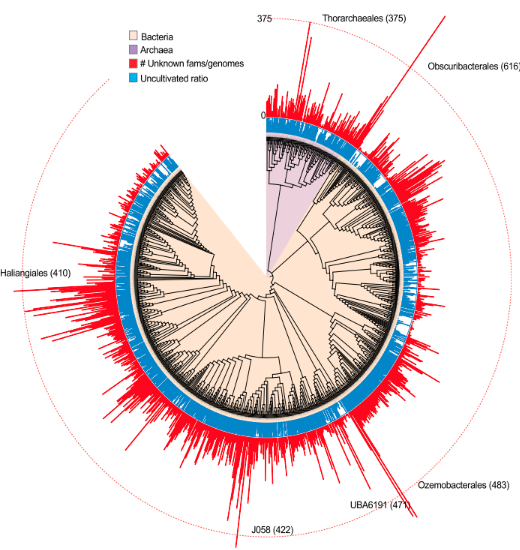 375
Thorarchaeales (375)
Bacteria
Archaea
# Unknown fams/genomes
Uncultivated ratio
Obscuribacterales (616)
0
Haliangiales (410)
Ozemobacterales (483)
UBA6191 (471)
J058 (422)